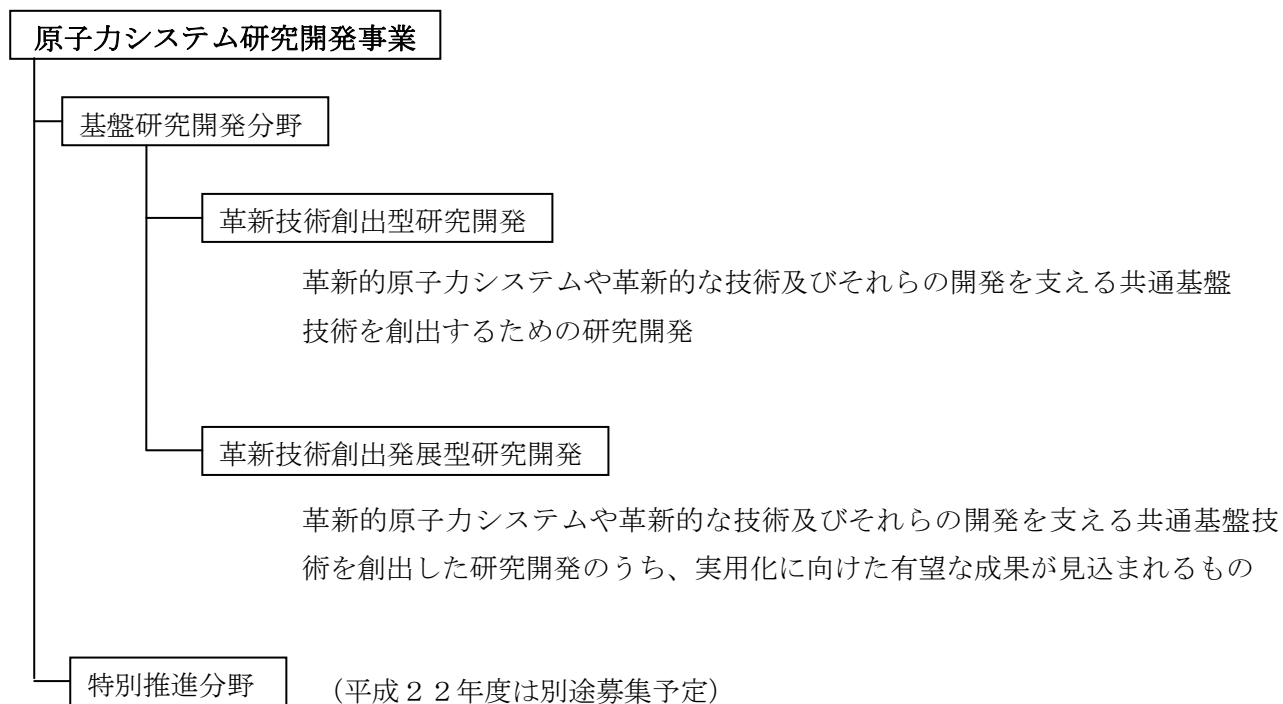 原子力システム研究開発事業
基盤研究開発分野
革新技術創出型研究開発
革新的原子力システムや革新的な技術及びそれらの開発を支える共通基盤
技術を創出するための研究開発
革新技術創出発展型研究開発
革新的原子力システムや革新的な技術及びそれらの開発を支える共通基盤技
術を創出した研究開発のうち、実用化に向けた有望な成果が見込まれるもの
特別推進分野 (平成22年度は別途募集予定)